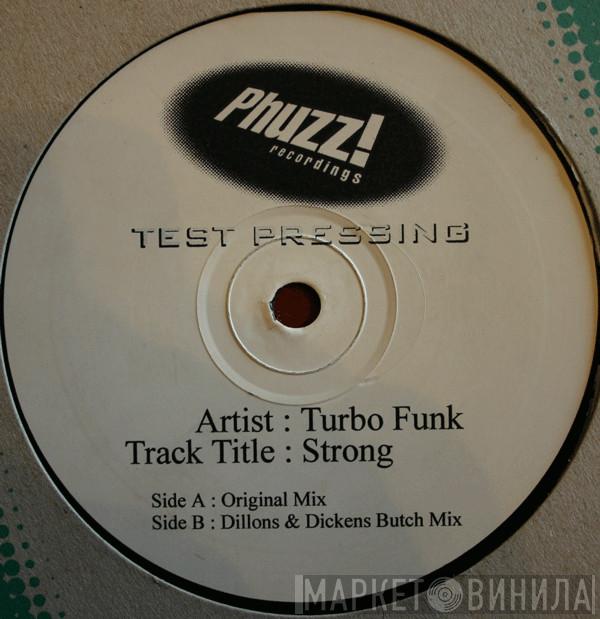 Phuzz!
recordings
TEST PRESSING
Artist : Turbo Funk
Track Title : Strong
Side A : Original Mix
Side B : Dillons & Dickens Butch Mix
МАРКЕТ ВИНИЛА